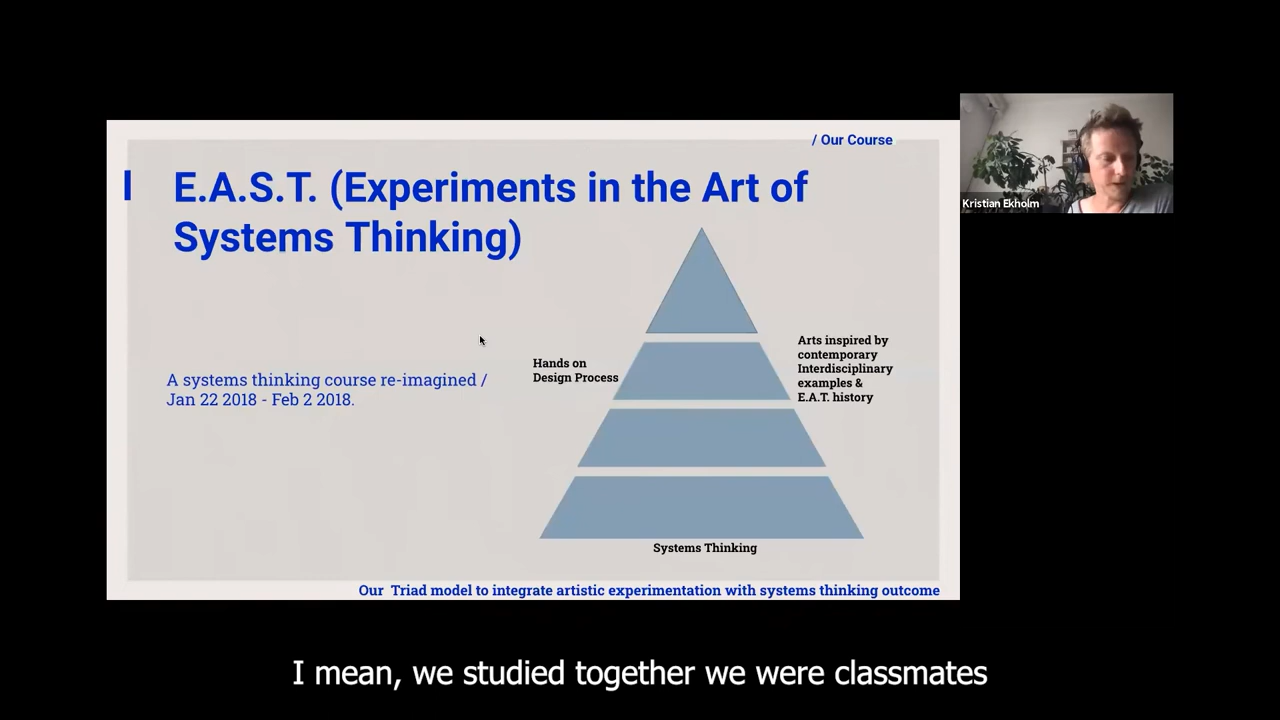 / Our Course
E.A.S.T. (Experiments in the Art of
Systems Thinking)
A systems thinking course re-imagined /
Jan 22 2018 - Feb 2 2018.
Hands on
Design Process
Arts inspired by
contemporary
Interdisciplinary
examples &
E.A.T. history
Systems Thinking
Our Triad model to integrate artistic experimentation with systems thinking outcome
Kristian Ekholm
I mean, we studied together we were classmates